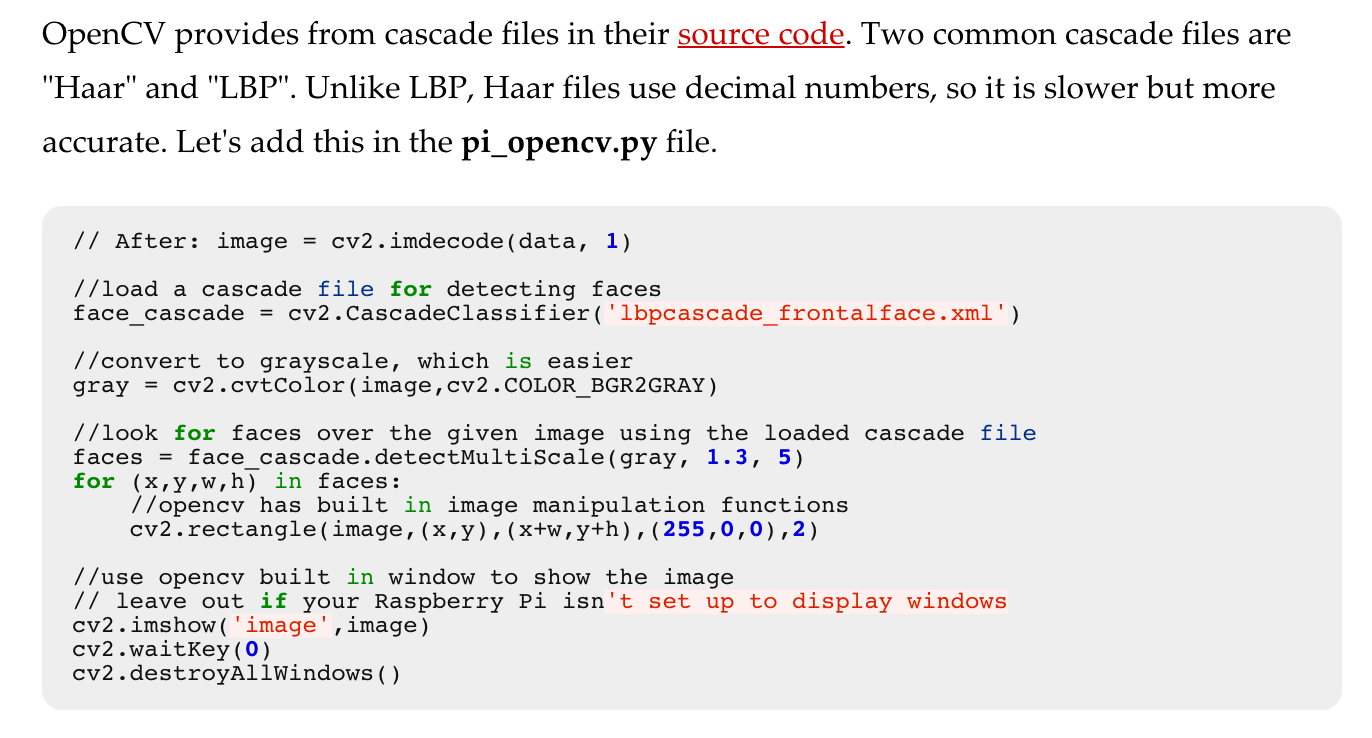 OpenCV provides from cascade files in their source code. Two common cascade files are
"Haar" and "LBP". Unlike LBP, Haar files use decimal numbers, so it is slower but more
accurate. Let's add this in the pi_opencv.py file.
// After: image = cv2.imdecode(data, 1)
//load a cascade file for detecting faces
face_cascade = cv2.CascadeClassifier('lbpcascade_frontalface.xml')
//convert to grayscale, which is easier
gray = cv2.cvtColor(image,cv2.COLOR_BGR2GRAY)
//look for faces over the given image using the loaded cascade file
faces = face_cascade.detectMultiScale(gray, 1.3, 5)
for (x,y,w,h) in faces:
    //opencv has built in image manipulation functions
    cv2.rectangle(image,(x,y),(x+w,y+h),(255,0,0),2)
//use opencv built in window to show the image
// leave out if your Raspberry Pi isn't set up to display windows
cv2.imshow('image',image)
cv2.waitKey(0)
cv2.destroyAllWindows()